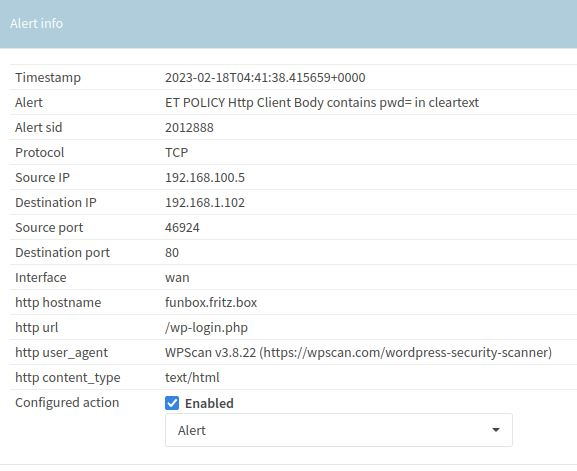 Alert info
Timestamp 2023-02-18T04:41:38.415659+0000
Alert ET POLICY Http Client Body contains pwd= in cleartext
Alert sid 2012888
Protocol TCP
Source IP 192.168.100.5
Destination IP 192.168.1.102
Source port 46924
Destination port 80
Interface wan
http hostname funbox.fritz.box
http url /wp-login.php
http user_agent WPScan v3.8.22 (https://wpscan.com/wordpress-security-scanner)
http content_type text/html
Configured action Enabled
Alert